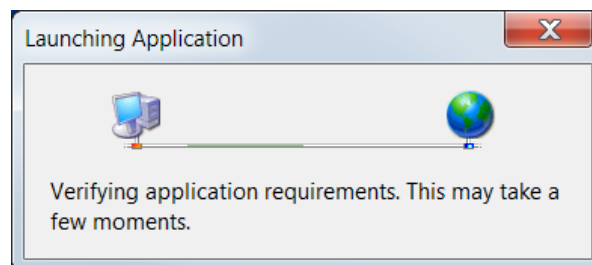 Launching Application
Verifying application requirements. This may take a
few moments.